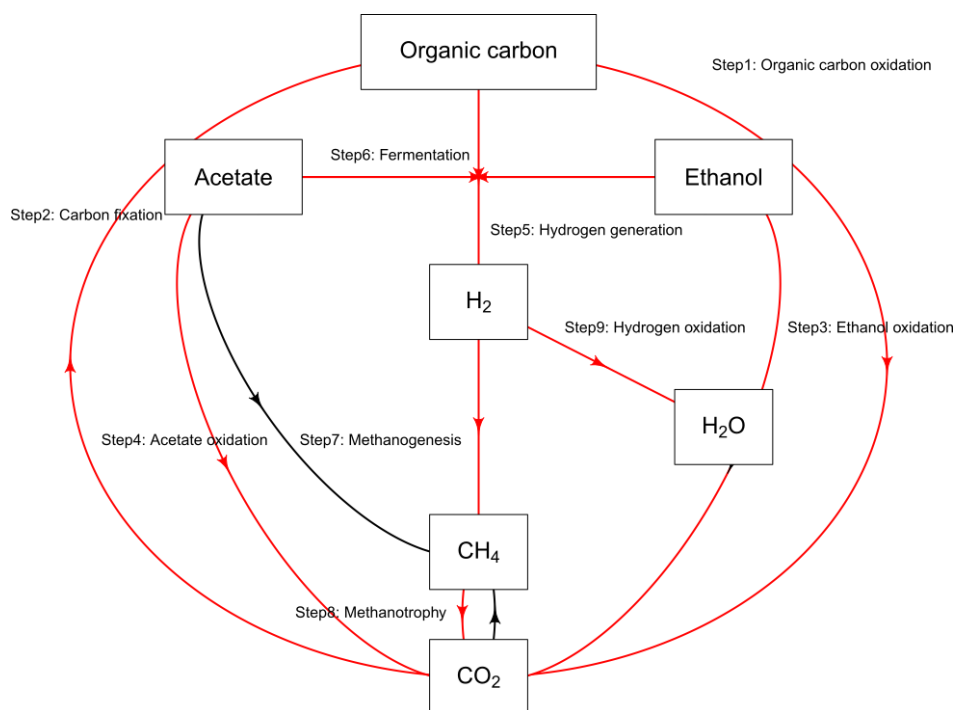 Organic carbon
Step1: Organic carbon oxidation
Step6: Fermentation
Acetate
Ethanol
Step2: Carbon fixation
Step5: Hydrogen generation
H₂
Step9: Hydrogen oxidation
Step3: Ethanol oxidation
H₂O
Step4: Acetate oxidation
Step7: Methanogenesis
CH₄
Step8: Methanotrophy
CO₂